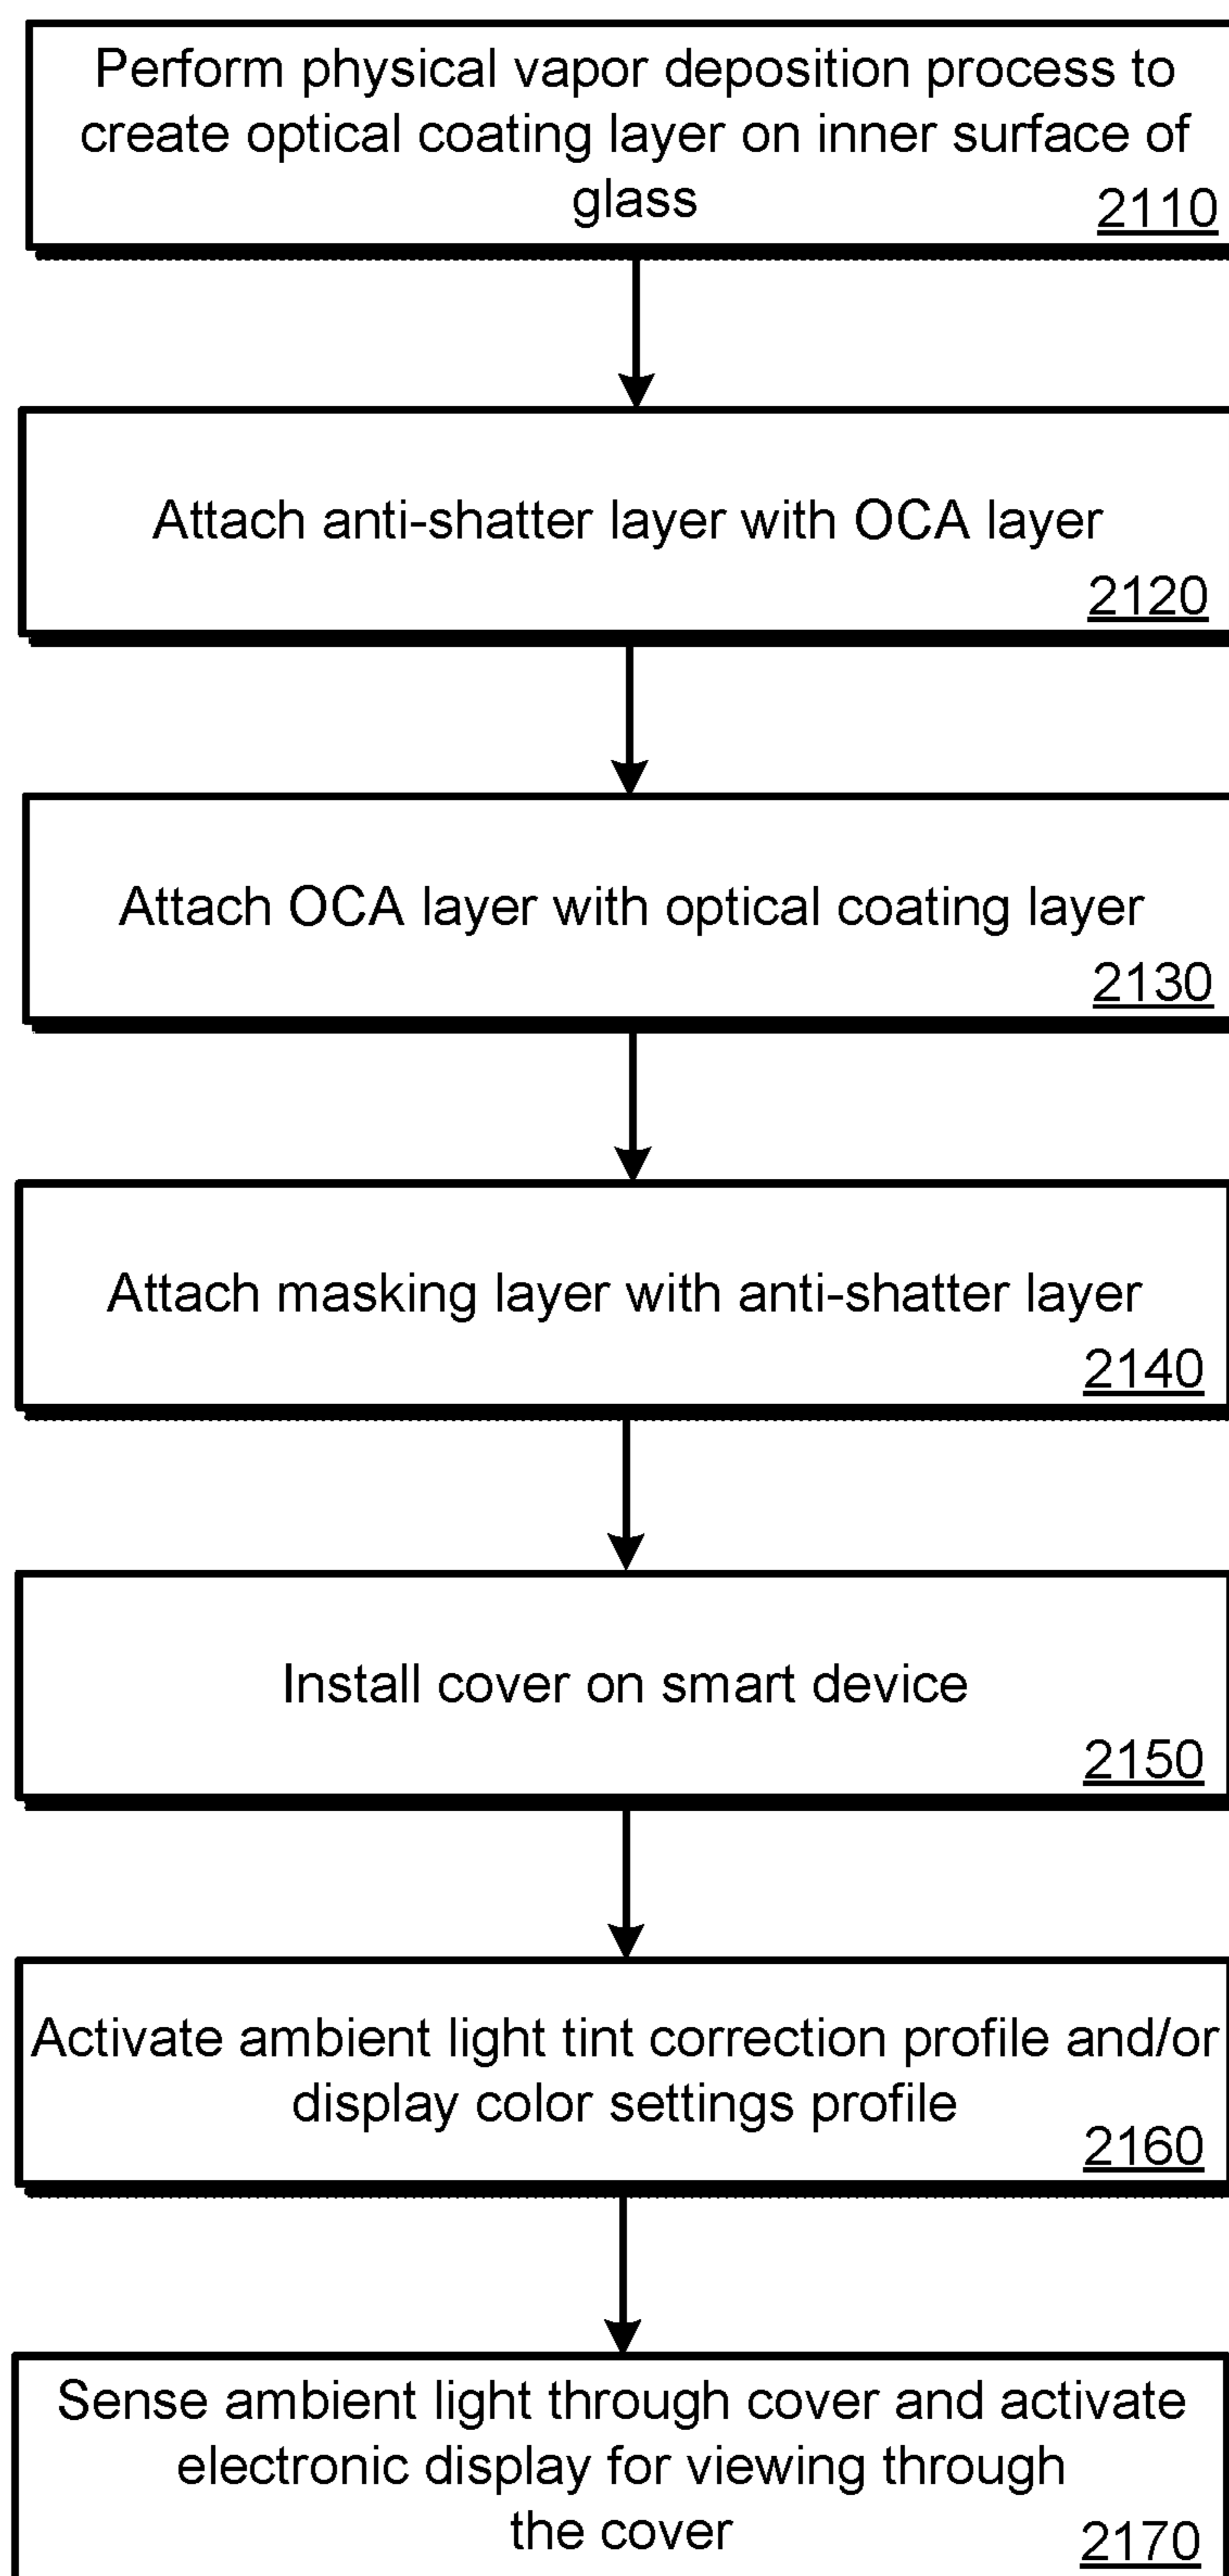 Perform physical vapor deposition process to
create optical coating layer on inner surface of
glass
2110
Attach anti-shatter layer with OCA layer
2120
Attach OCA layer with optical coating layer
2130
Attach masking layer with anti-shatter layer
2140
Install cover on smart device
2150
Activate ambient light tint correction profile and/or
display color settings profile
2160
Sense ambient light through cover and activate
electronic display for viewing through
the cover
2170